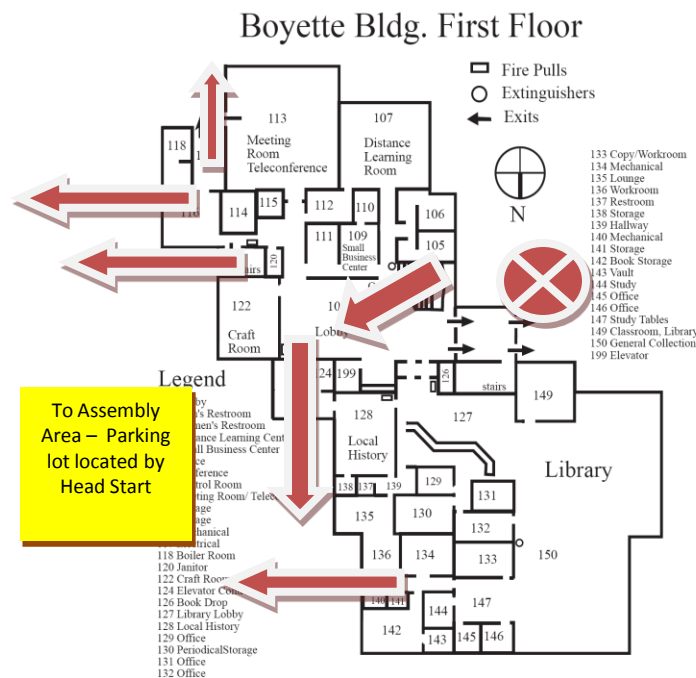 Boyette Bldg. First Floor
Fire Pulls
Extinguishers
Exits
N
113
Meeting
Room
Teleconference
107
Distance
Learning
Room
118
114
115
112
110
106
105
111
109
Small
Business
Center
120
122
Craft
Room
Lobby
199
126
stairs
149
128
Local
History
127
Library
138
137
139
129
131
135
130
132
136
134
133
150
140
141
144
147
142
143
145
146
133 Copy/Workroom
134 Mechanical
135 Lounge
136 Workroom
137 Restroom
138 Storage
139 Hallway
140 Mechanical
141 Storage
142 Book Storage
143 Vault
144 Study
145 Office
146 Office
147 Study Tables
149 Classroom, Library
150 General Collection
199 Elevator
Legend
To Assembly
Area – Parking
lot located by
Head Start
118 Boiler Room
120 Janitor
122 Craft Room
124 Elevator
126 Book Drop
127 Library Lobby
128 Local History
129 Office
130 PeriodicalStorage
131 Office
132 Office